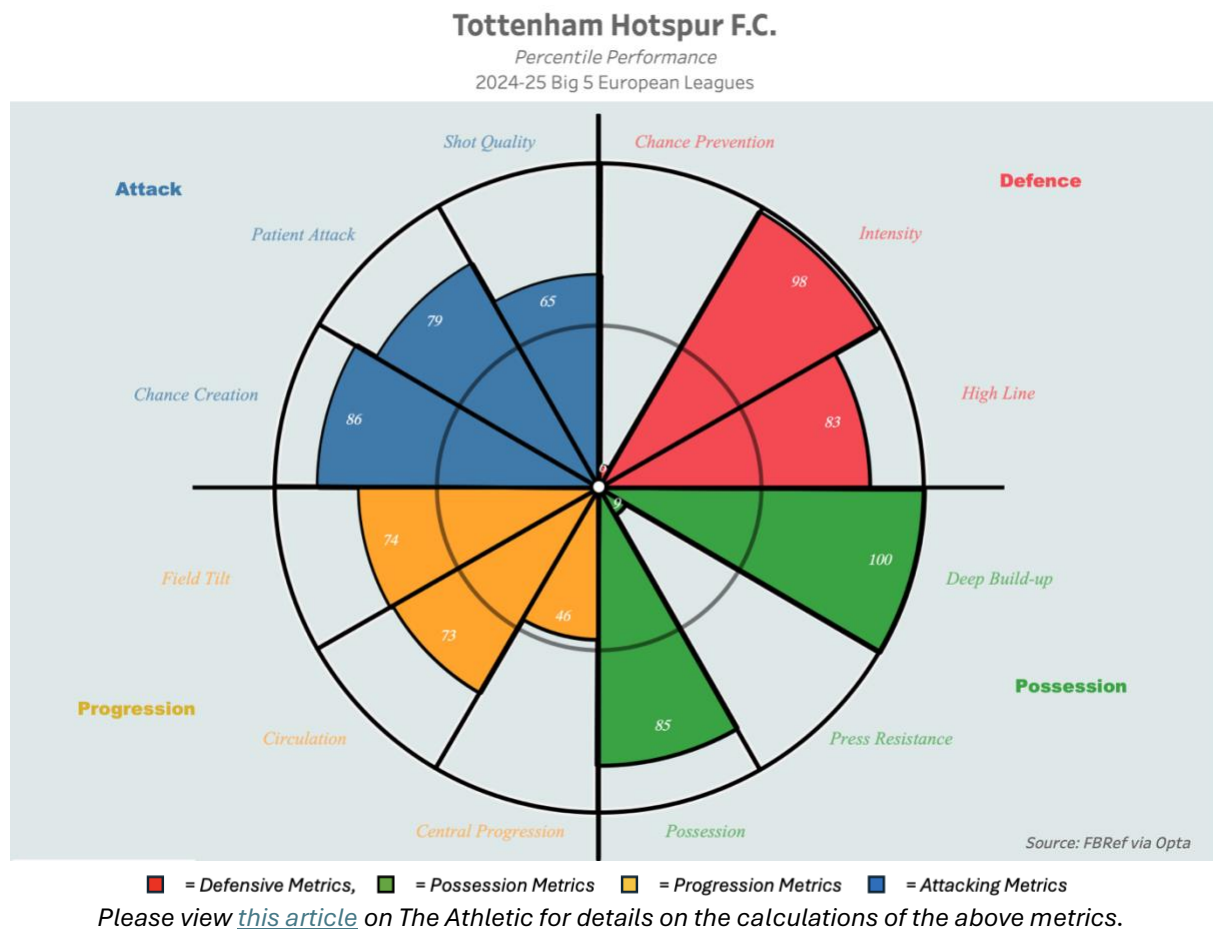 Tottenham Hotspur F.C.
Percentile Performance
2024-25 Big 5 European Leagues
Shot Quality
Chance Prevention
Attack
Defence
Patient Attack
Intensity
98
65
79
Chance Creation
High Line
86
83
9
74
100
Field Tilt
Deep Build-up
46
73
Possession
Progression
85
Circulation
Press Resistance
Central Progression
Possession
Source: FBRef via Opta
= Defensive Metrics, = Possession Metrics = Progression Metrics = Attacking Metrics
Please view this article on The Athletic for details on the calculations of the above metrics.